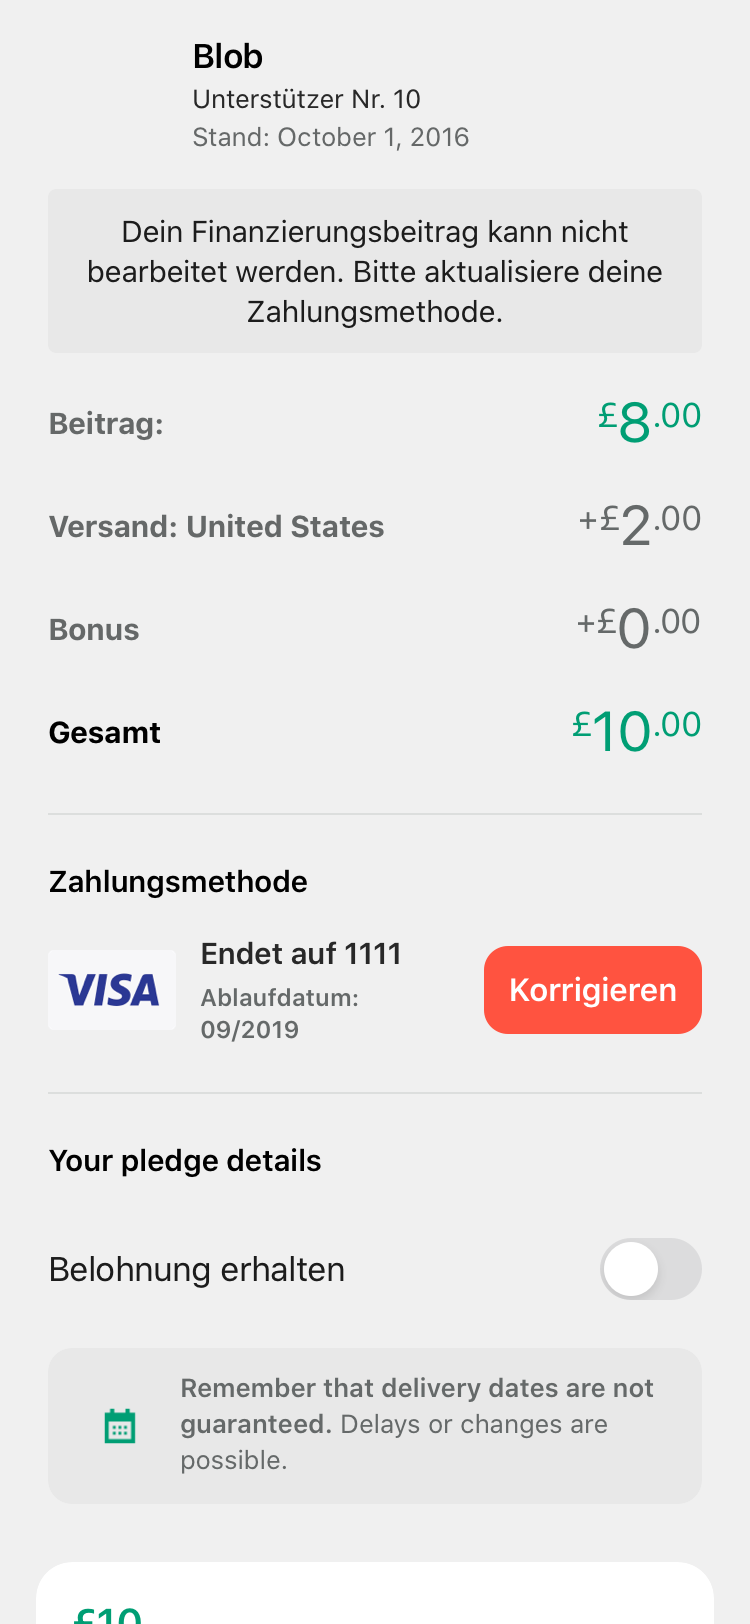 Blob
Unterstützer Nr. 10
Stand: October 1, 2016
Dein Finanzierungsbeitrag kann nicht
bearbeitet werden. Bitte aktualisiere deine
Zahlungsmethode.
Beitrag: £8.00
Versand: United States +£2.00
Bonus +£0.00
Gesamt £10.00
Zahlungsmethode
VISA
Endet auf 1111
Ablaufdatum:
09/2019
Korrigieren
Your pledge details
Belohnung erhalten
Remember that delivery dates are not
guaranteed. Delays or changes are
possible.
£10